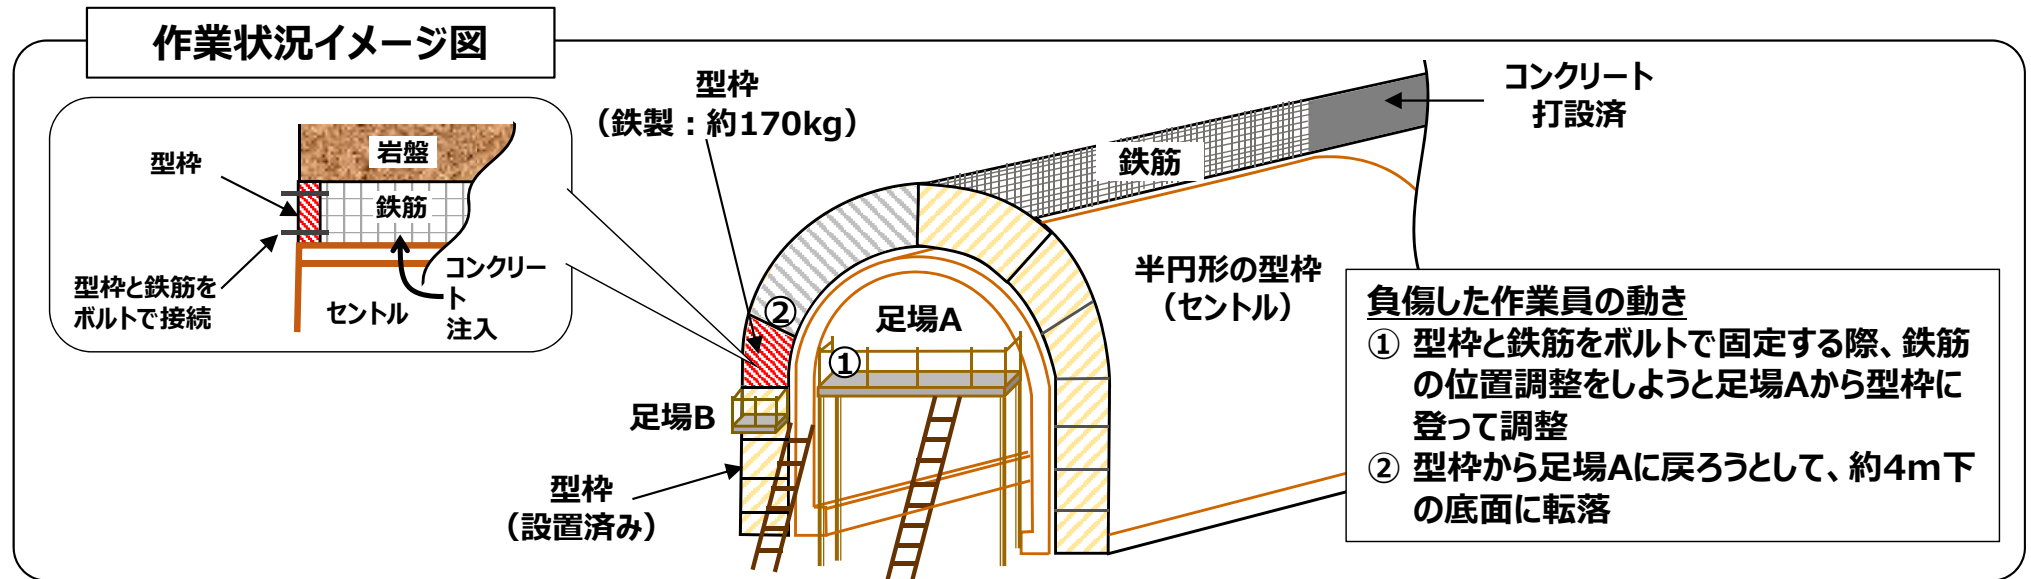 作業状況イメージ図
型枠
岩盤
鉄筋
型枠と鉄筋を
ボルトで接続
セントル
コンクリー
ト
注入
型枠
（鉄製：約170kg）
鉄筋
コンクリート
打設済
②
足場A
①
足場B
型枠
（設置済み）
半円形の型枠
（セントル）
負傷した作業員の動き
① 型枠と鉄筋をボルトで固定する際、鉄筋
の位置調整をしようと足場Aから型枠に
登って調整
② 型枠から足場Aに戻ろうとして、約4m下
の底面に転落